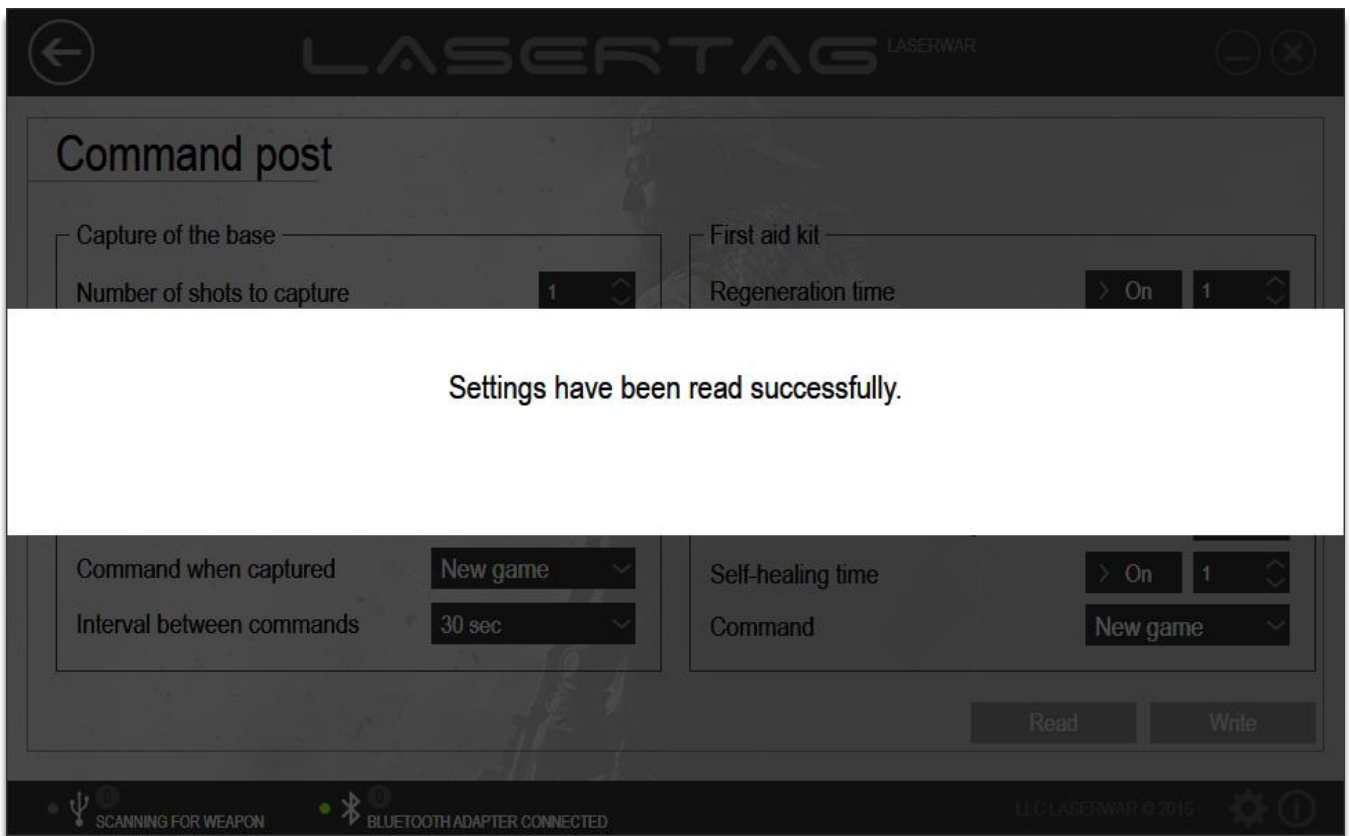 LASERTAG LASERWAR
Command post
Capture of the base
Number of shots to capture 1
First aid kit
Regeneration time > On 1
Settings have been read successfully.
Command when captured New game
Interval between commands 30 sec
Self-healing time > On 1
Command New game
Read Write
0 SCANNING FOR WEAPON
0 BLUETOOTH ADAPTER CONNECTED
LLC LASERWAR © 2015